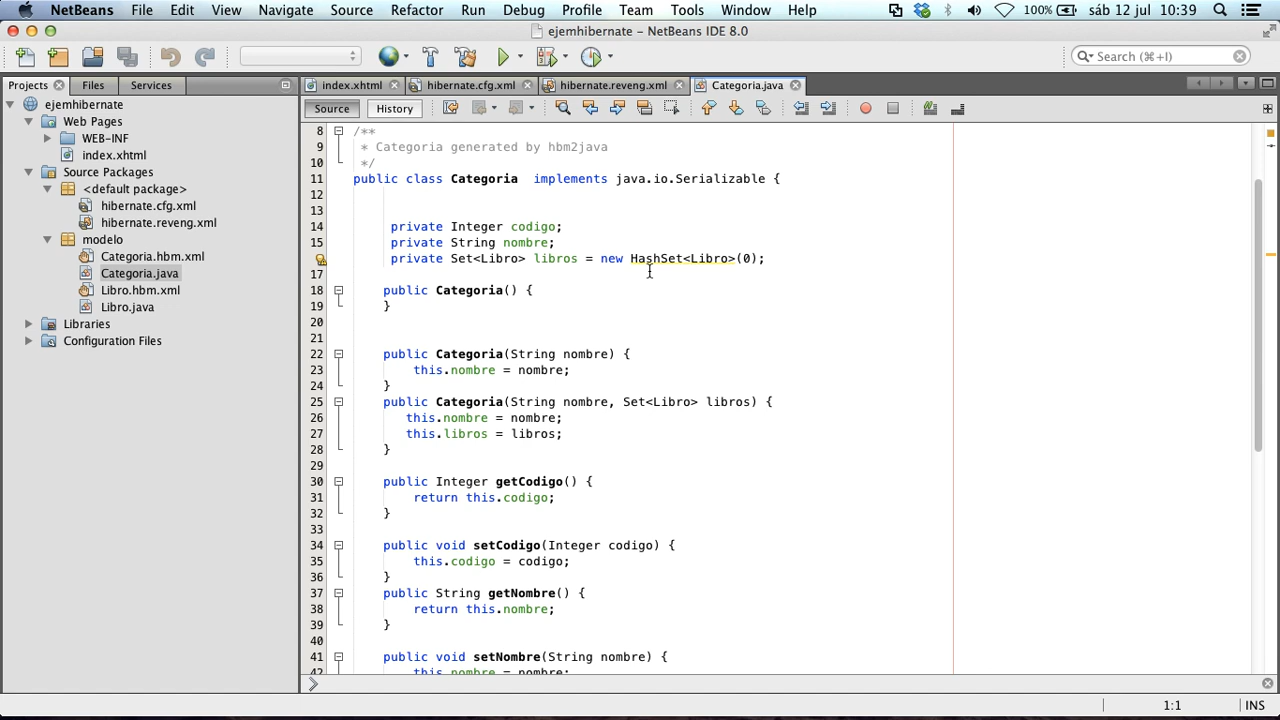 NetBeans File Edit View Navigate Source Refactor Run Debug Profile Team Tools Window Help 100% sáb 12 jul 10:39
ejemhibernate – NetBeans IDE 8.0
Search (⌘+I)
Projects Files Services
index.xhtml hibernate.cfg.xml hibernate.reveng.xml Categoria.java
Source History
ejemhibernate
Web Pages
WEB-INF
index.xhtml
Source Packages
<default package>
hibernate.cfg.xml
hibernate.reveng.xml
modelo
Categoria.hbm.xml
Categoria.java
Libro.hbm.xml
Libro.java
Libraries
Configuration Files
8 /**
9 * Categoria generated by hbm2java
10 */
11 public class Categoria implements java.io.Serializable {
12
13
14 private Integer codigo;
15 private String nombre;
private Set<Libro> libros = new HashSet<Libro>(0);
17
18 public Categoria() {
19 }
20
21
22 public Categoria(String nombre) {
23 this.nombre = nombre;
24 }
25 public Categoria(String nombre, Set<Libro> libros) {
26 this.nombre = nombre;
27 this.libros = libros;
28 }
29
30 public Integer getCodigo() {
31 return this.codigo;
32 }
33
34 public void setCodigo(Integer codigo) {
35 this.codigo = codigo;
36 }
37 public String getNombre() {
38 return this.nombre;
39 }
40
41 public void setNombre(String nombre) {
42 this.nombre = nombre;
1:1 INS